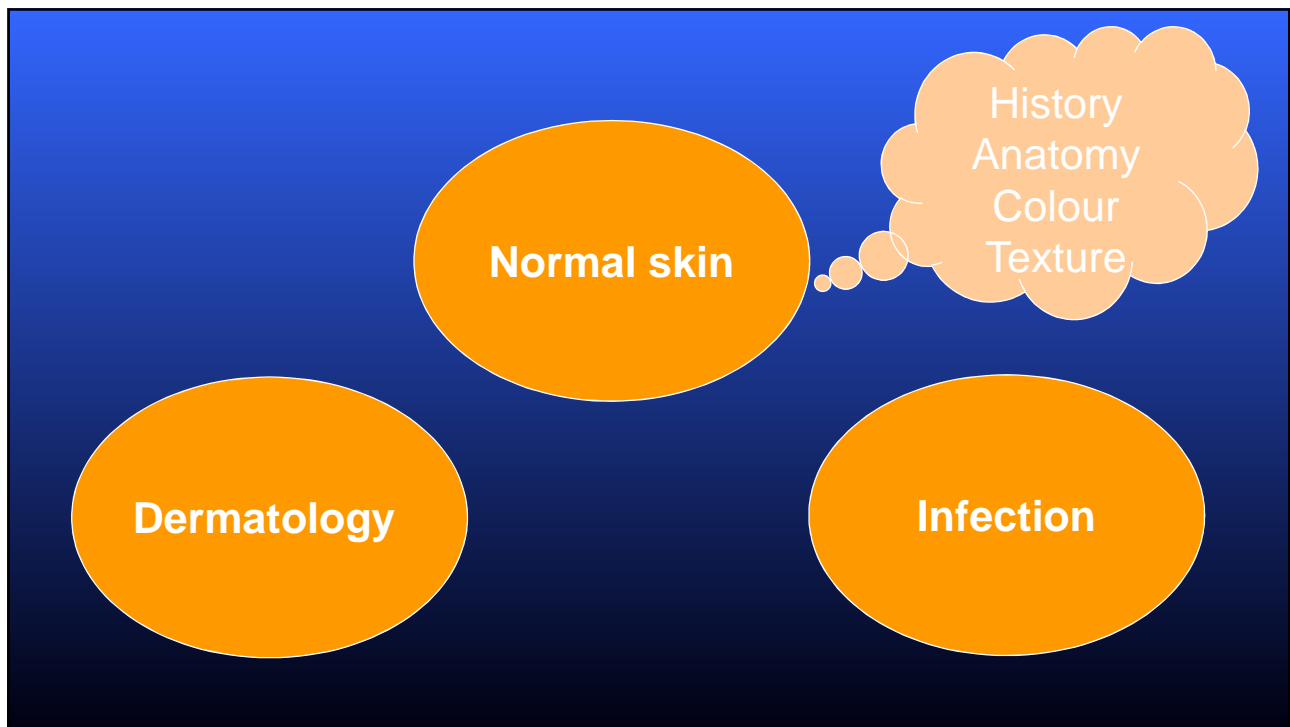 History
Anatomy
Colour
Texture
Normal skin
Dermatology
Infection